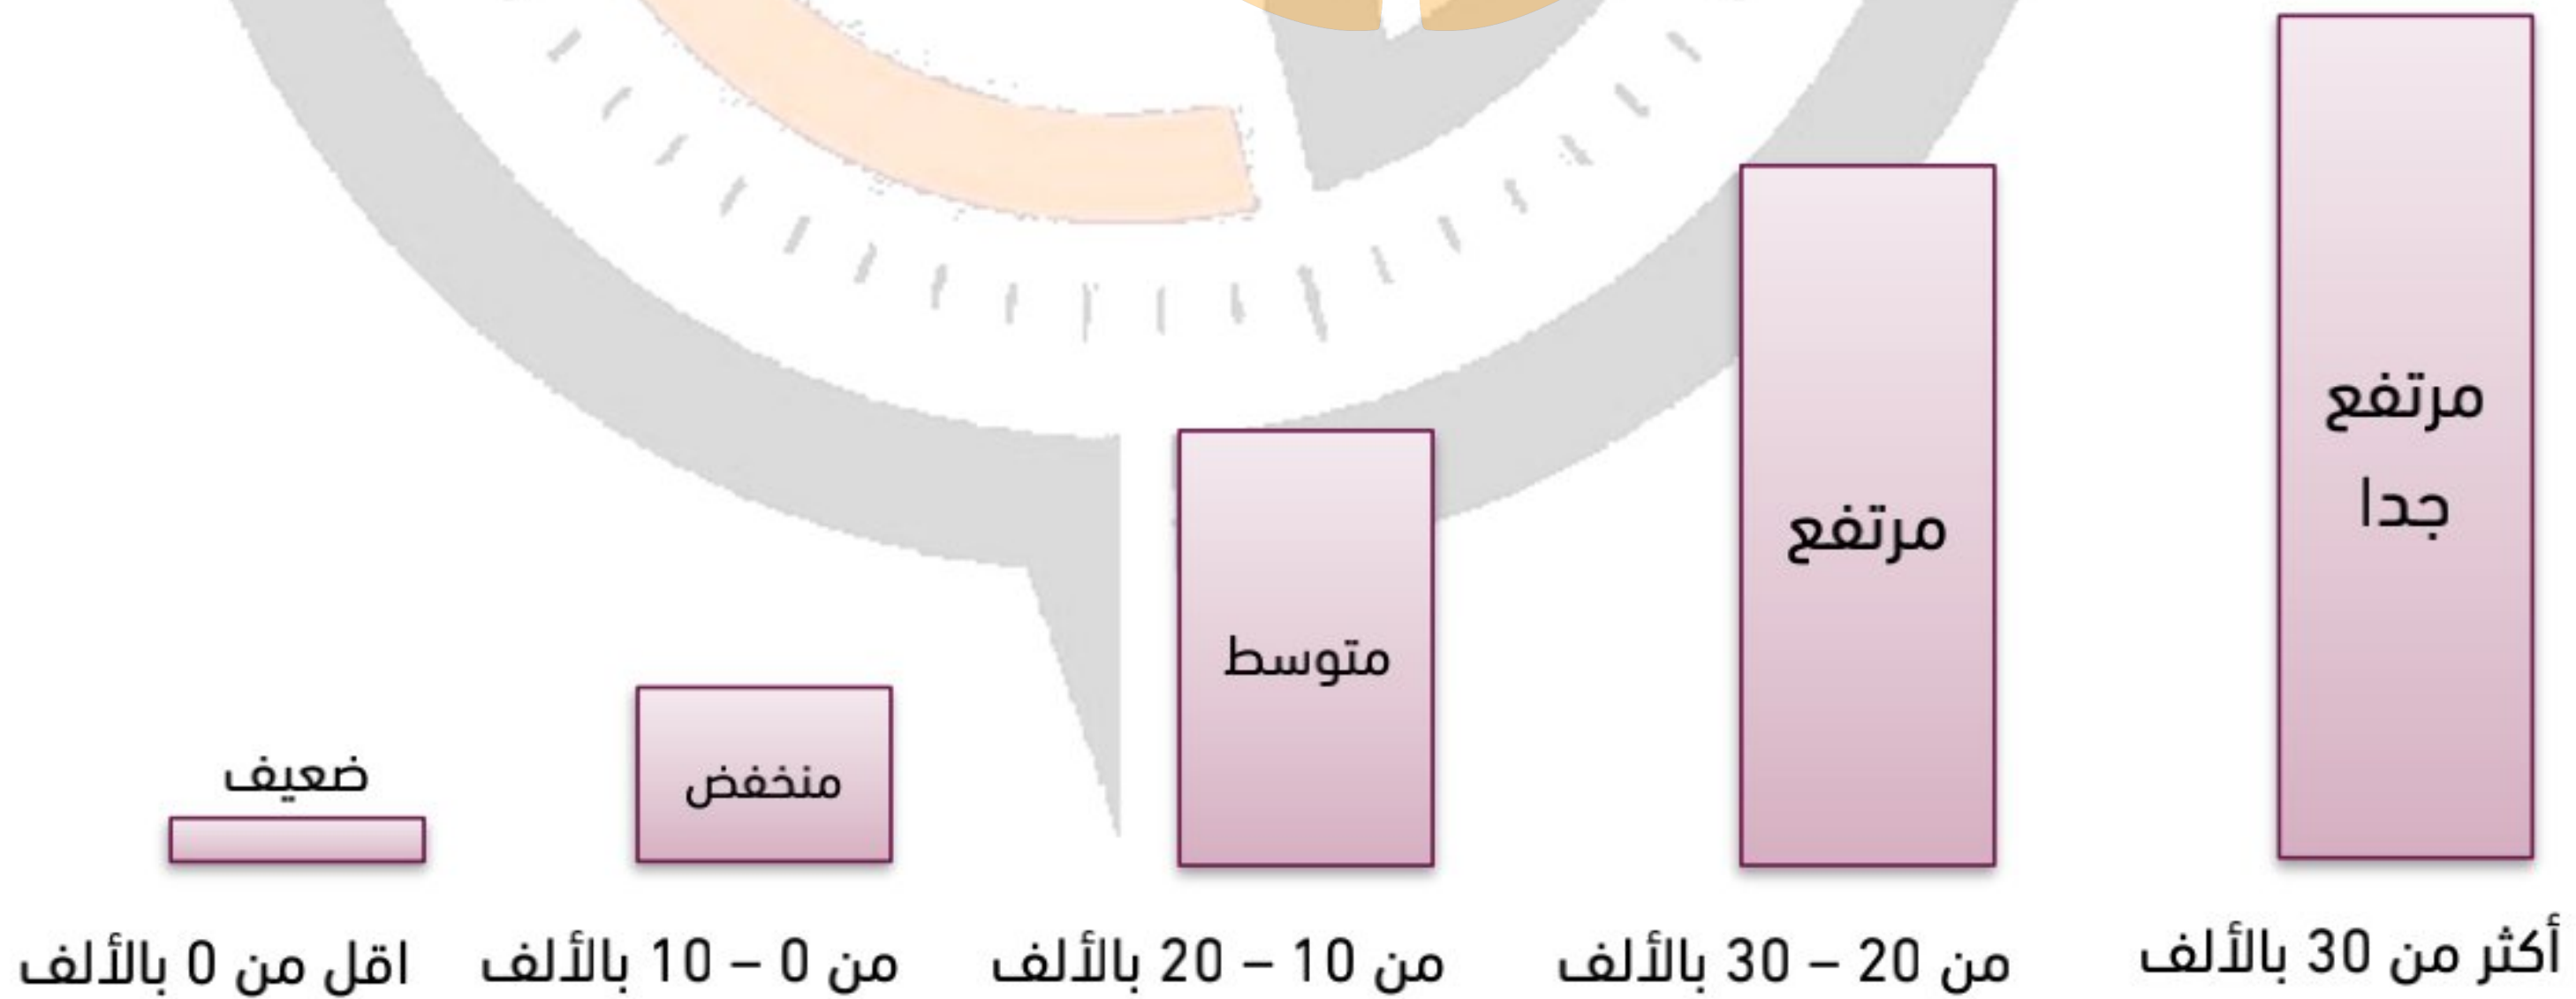 مرتفع
جدا
مرتفع
متوسط
منخفض
ضعيف
أكثر من 30 بالألف
من 20 – 30 بالألف
من 10 – 20 بالألف
من 0 – 10 بالألف
اقل من 0 بالألف